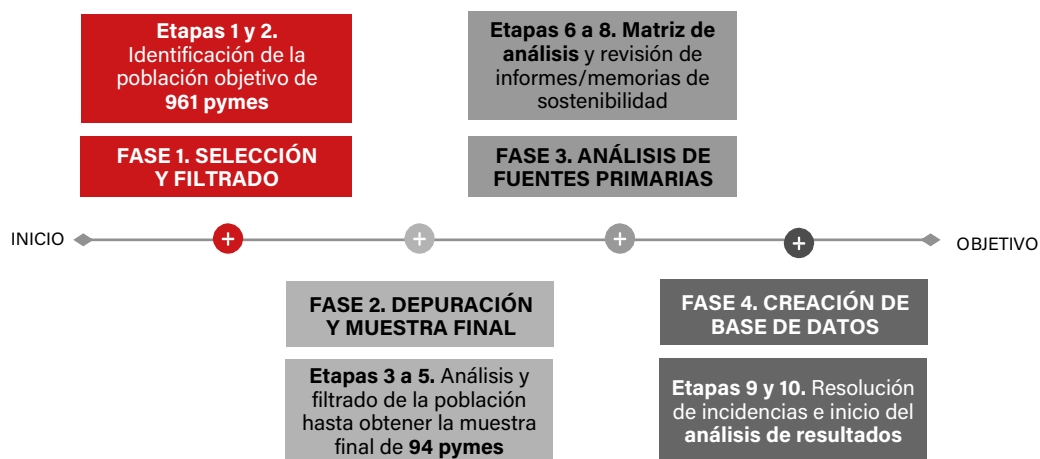 Etapas 1 y 2.
Identificación de la
población objetivo de
961 pymes
FASE 1. SELECCIÓN
Y FILTRADO
Etapas 6 a 8. Matriz de
análisis y revisión de
informes/memorias de
sostenibilidad
FASE 3. ANÁLISIS DE
FUENTES PRIMARIAS
INICIO
OBJETIVO
FASE 2. DEPURACIÓN
Y MUESTRA FINAL
Etapas 3 a 5. Análisis y
filtrado de la población
hasta obtener la muestra
final de 94 pymes
FASE 4. CREACIÓN DE
BASE DE DATOS
Etapas 9 y 10. Resolución
de incidencias e inicio del
análisis de resultados